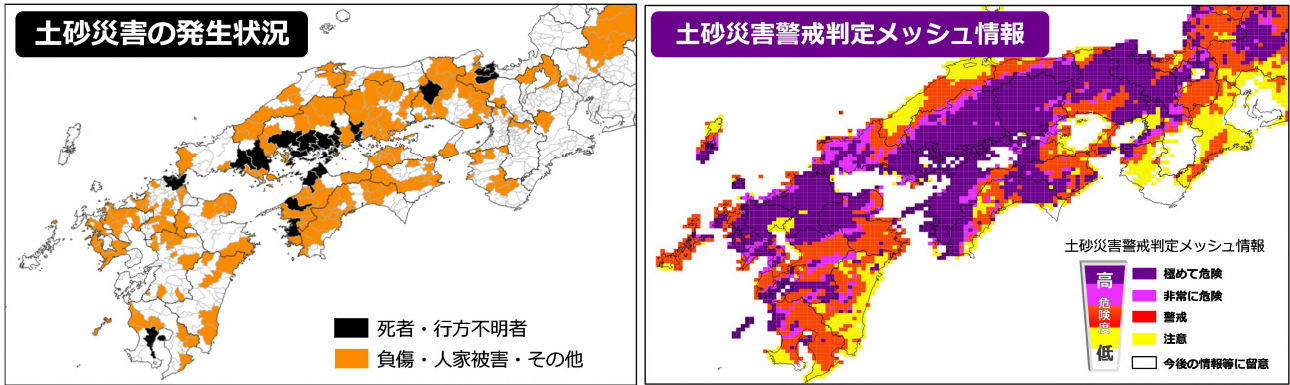 土砂災害の発生状況
死者・行方不明者
負傷・人家被害・その他
土砂災害警戒判定メッシュ情報
土砂災害警戒判定メッシュ情報
高
危険度
低
極めて危険
非常に危険
警戒
注意
今後の情報等に留意